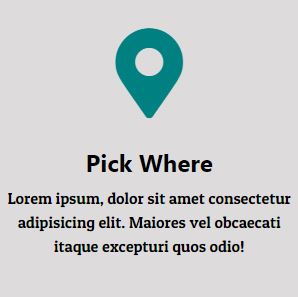 Pick Where
Lorem ipsum, dolor sit amet consectetur
adipisicing elit. Maiores vel obcaecati
itaque excepturi quos odio!